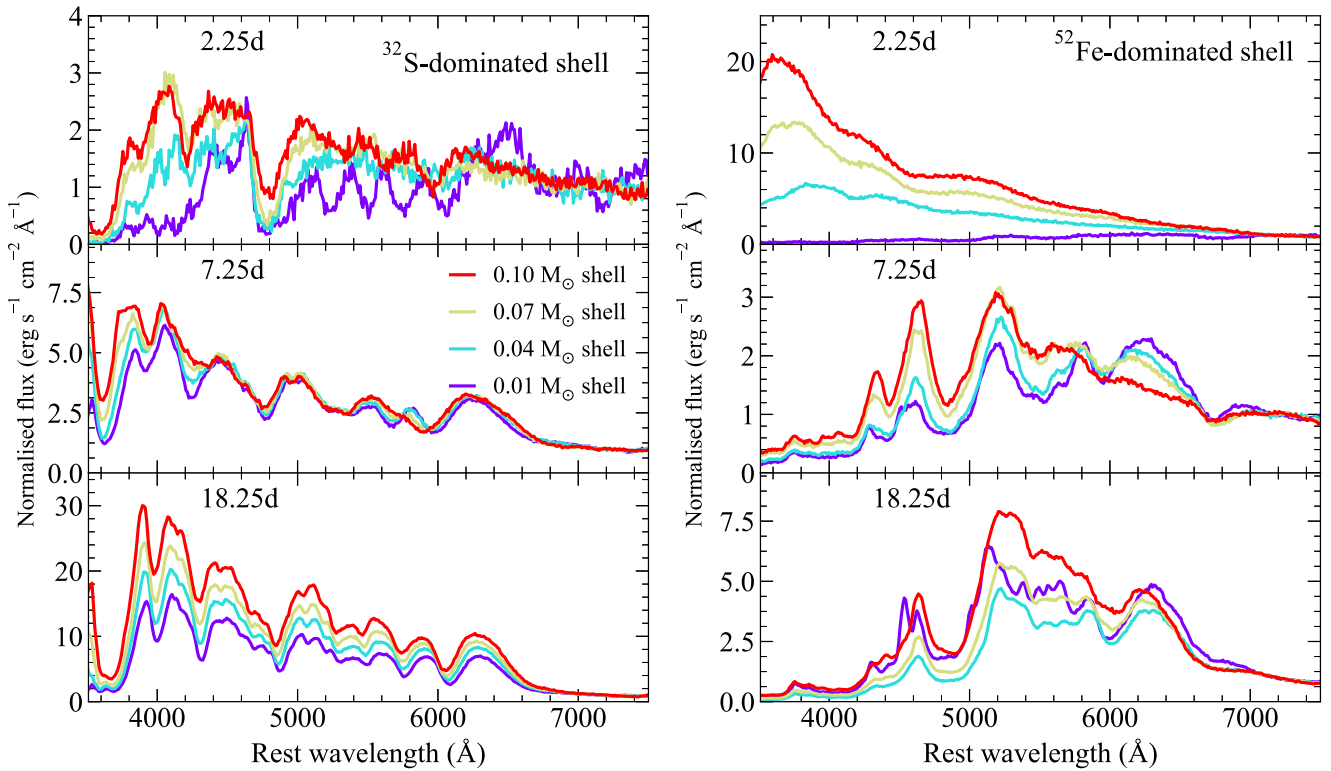 2.25d
³²S-dominated shell
4
3
2
1
0
7.25d
0.10 M⊙ shell
0.07 M⊙ shell
0.04 M⊙ shell
0.01 M⊙ shell
7.5
5.0
2.5
0.0
18.25d
30
20
10
0
4000 5000 6000 7000
Rest wavelength (Å)
Normalised flux (erg s⁻¹ cm⁻² Å⁻¹)
2.25d
⁵²Fe-dominated shell
20
10
0
7.25d
3
2
1
0
18.25d
7.5
5.0
2.5
0.0
4000 5000 6000 7000
Rest wavelength (Å)
Normalised flux (erg s⁻¹ cm⁻² Å⁻¹)